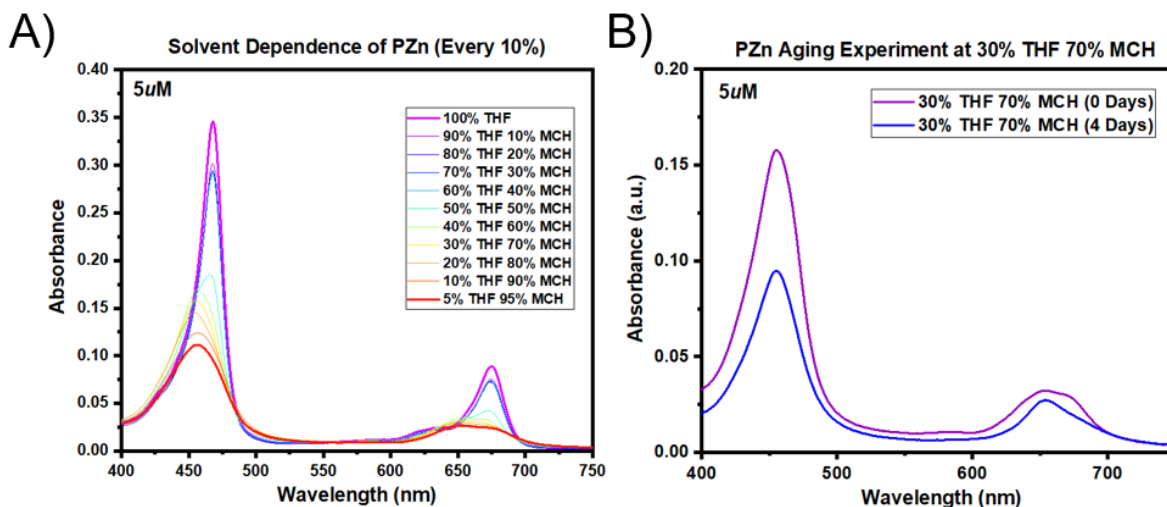 A)
Solvent Dependence of PZn (Every 10%)
5uM
100% THF
90% THF 10% MCH
80% THF 20% MCH
70% THF 30% MCH
60% THF 40% MCH
50% THF 50% MCH
40% THF 60% MCH
30% THF 70% MCH
20% THF 80% MCH
10% THF 90% MCH
5% THF 95% MCH
Absorbance
0.40
0.35
0.30
0.25
0.20
0.15
0.10
0.05
0.00
400 450 500 550 600 650 700 750
Wavelength (nm)
B)
PZn Aging Experiment at 30% THF 70% MCH
5uM
30% THF 70% MCH (0 Days)
30% THF 70% MCH (4 Days)
Absorbance (a.u.)
0.20
0.15
0.10
0.05
0.00
400 500 600 700
Wavelength (nm)